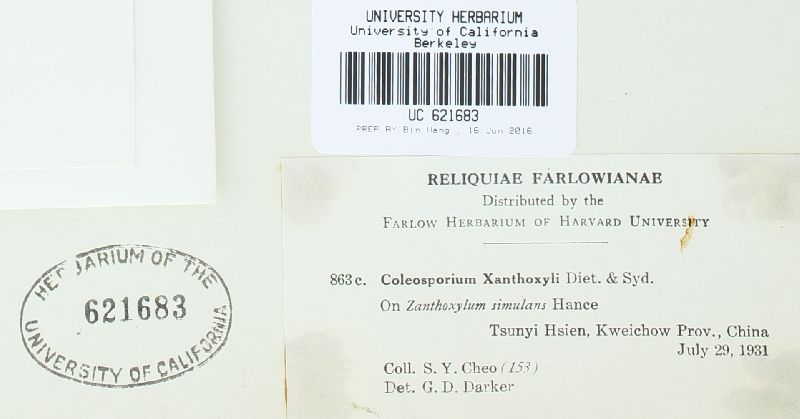 UNIVERSITY HERBARIUM
University of California
Berkeley
UC 621683
PREP BY Bin Wang , 16 Jun 2016
RELIQUIAE FARLOWIANAE
Distributed by the
FARLOW HERBARIUM OF HARVARD UNIVERSITY
863c. Coleosporium Xanthoxyli Diet. & Syd.
On Zanthoxylum simulans Hance
Tsunyi Hsien, Kweichow Prov., China
July 29, 1931
Coll. S. Y. Cheo (153)
Det. G. D. Darker
HERBARIUM OF THE
621683
UNIVERSITY OF CALIFORNIA